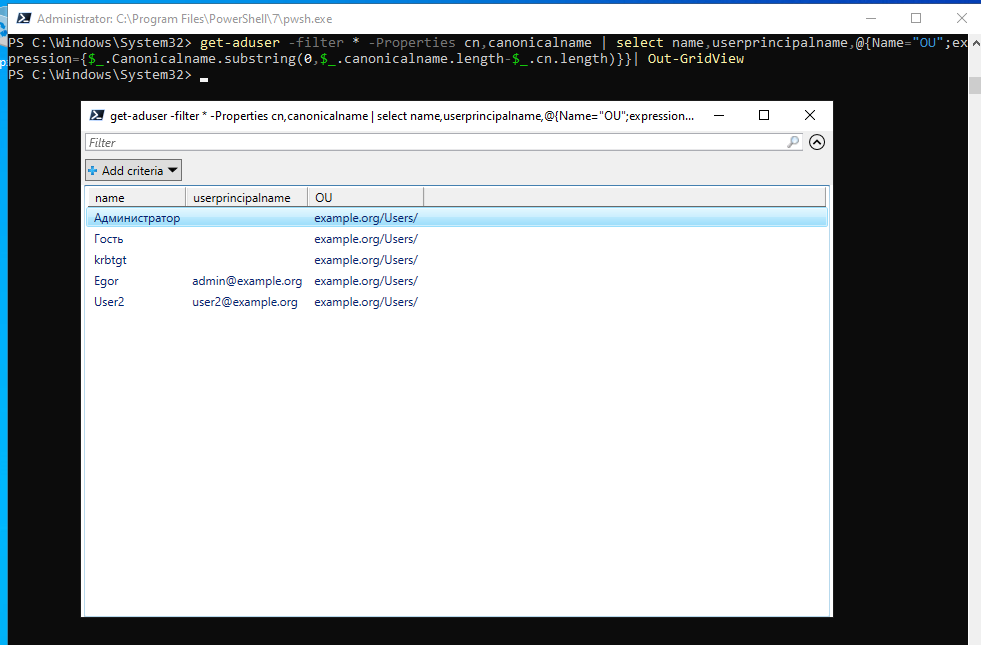 Administrator: C:\Program Files\PowerShell\7\pwsh.exe
PS C:\Windows\System32> get-aduser -filter * -Properties cn,canonicalname | select name,userprincipalname,@{Name="OU";ex
pression={$_.Canonicalname.substring(0,$_.canonicalname.length-$_.cn.length)}}| Out-GridView
PS C:\Windows\System32>
get-aduser -filter * -Properties cn,canonicalname | select name,userprincipalname,@{Name="OU";expression...
Filter
Add criteria
name userprincipalname OU
Администратор example.org/Users/
Гость example.org/Users/
krbtgt example.org/Users/
Egor admin@example.org example.org/Users/
User2 user2@example.org example.org/Users/